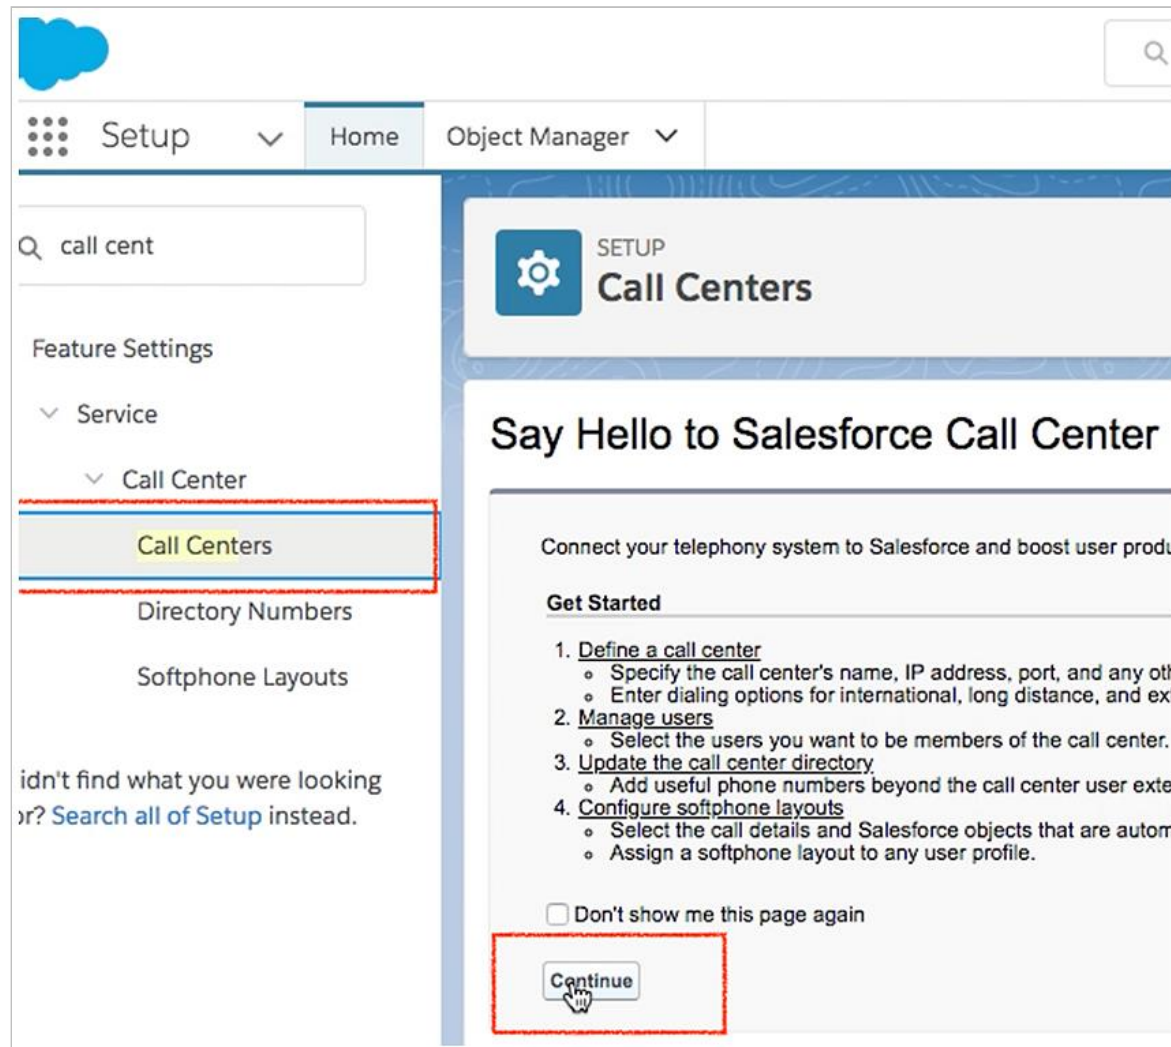 Setup
Home
Object Manager
call cent
SETUP
Call Centers
Feature Settings
Service
Call Center
Call Centers
Directory Numbers
Softphone Layouts
idn't find what you were looking
or? Search all of Setup instead.
Say Hello to Salesforce Call Center
Connect your telephony system to Salesforce and boost user produ
Get Started
1. Define a call center
Specify the call center's name, IP address, port, and any oth
Enter dialing options for international, long distance, and ex
2. Manage users
Select the users you want to be members of the call center.
3. Update the call center directory
Add useful phone numbers beyond the call center user exte
4. Configure softphone layouts
Select the call details and Salesforce objects that are autom
Assign a softphone layout to any user profile.
Don't show me this page again
Continue